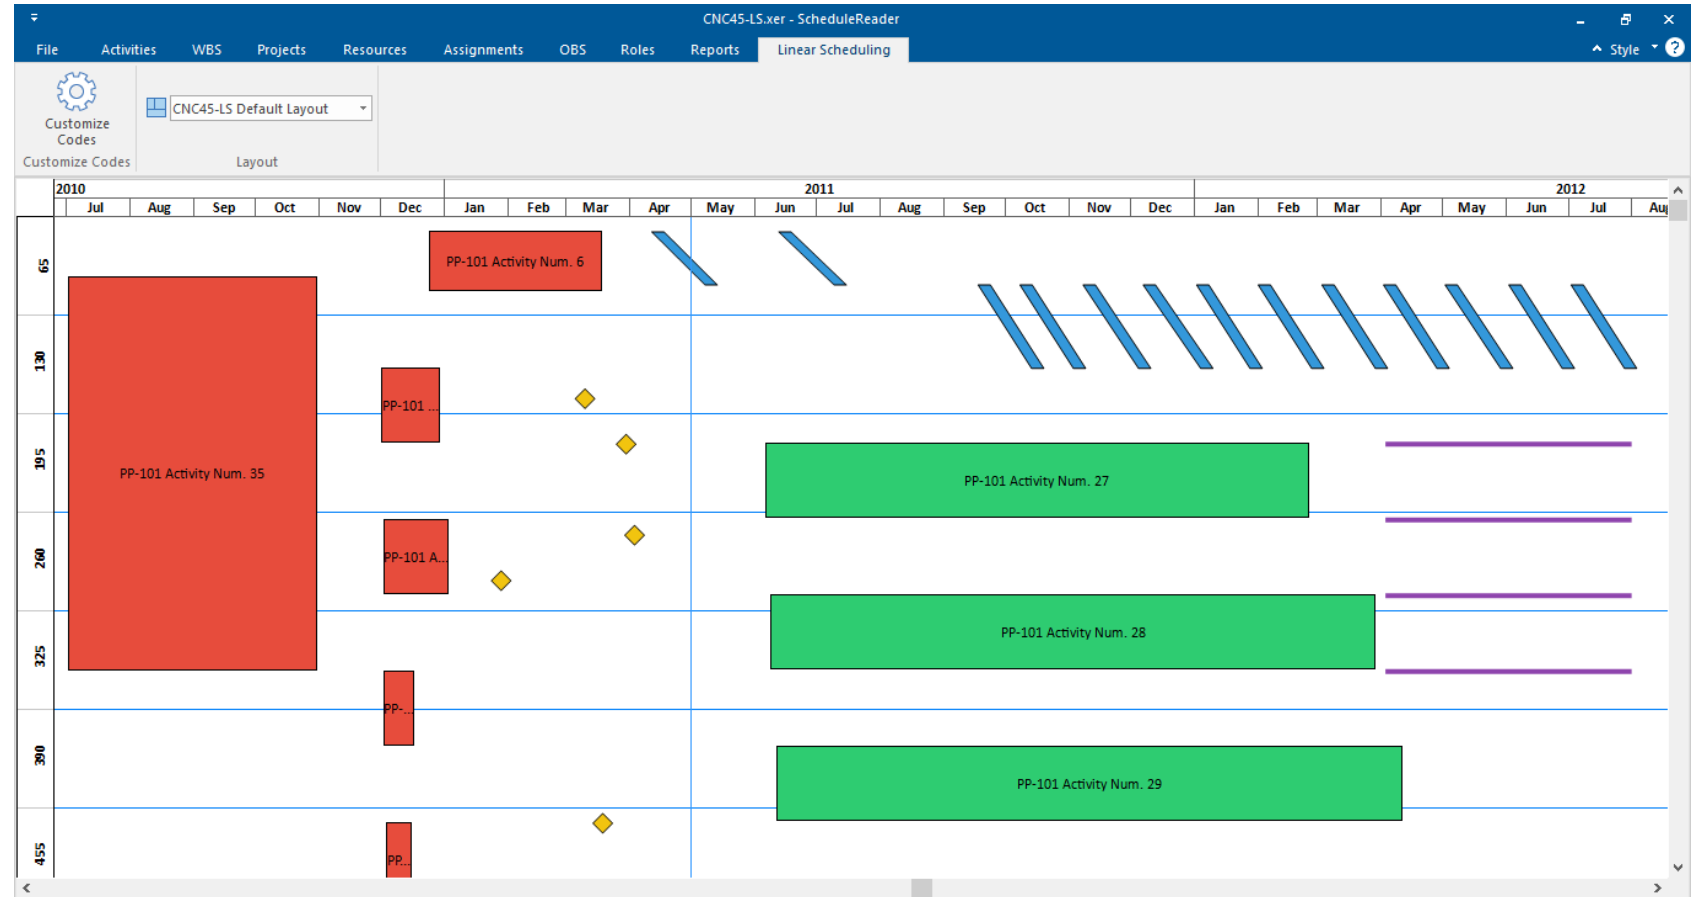 CNC45-LS.xer - ScheduleReader
File Activities WBS Projects Resources Assignments OBS Roles Reports Linear Scheduling Style ?
Customize Codes
CNC45-LS Default Layout
Customize Codes Layout
2010 2011 2012
Jul Aug Sep Oct Nov Dec Jan Feb Mar Apr May Jun Jul Aug Sep Oct Nov Dec Jan Feb Mar Apr May Jun Jul Au
65
PP-101 Activity Num. 6
130
PP-101 ...
195
PP-101 Activity Num. 35
PP-101 Activity Num. 27
260
PP-101 A...
325
PP-101 Activity Num. 28
PP-...
390
PP-101 Activity Num. 29
455
PP...